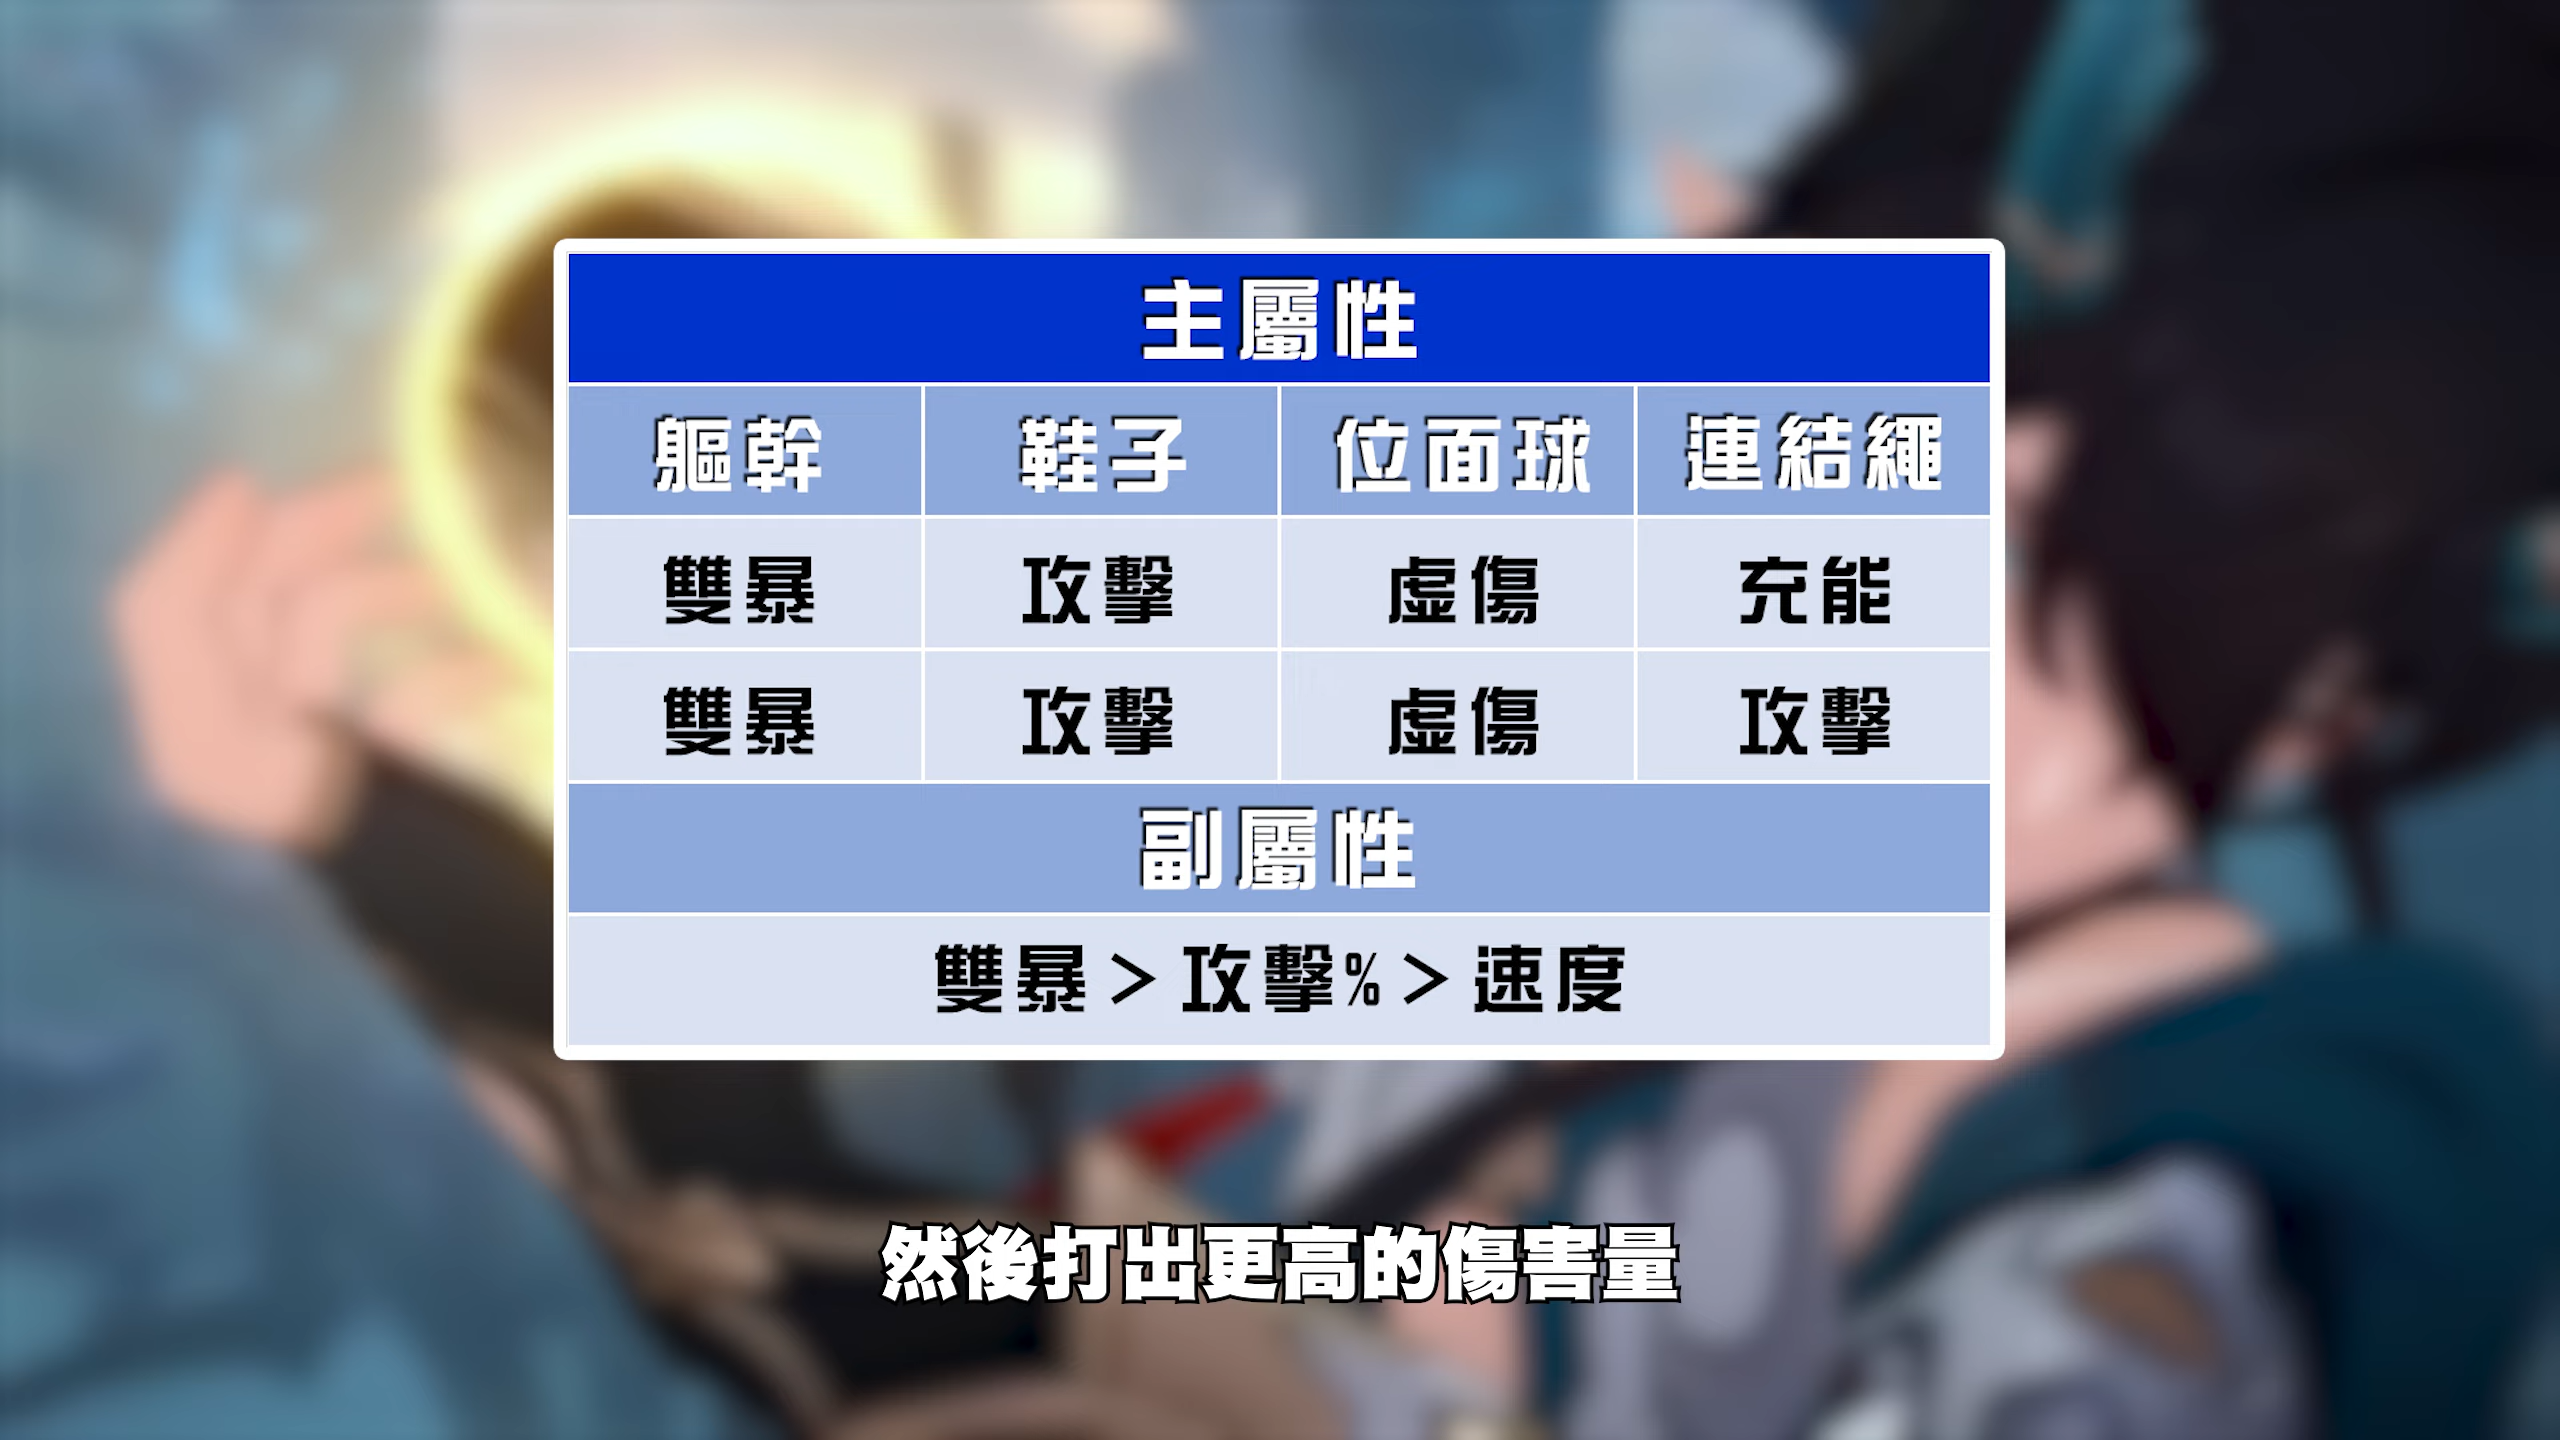 主屬性
軀幹 鞋子 位面球 連結繩
雙暴 攻擊 虛傷 充能
雙暴 攻擊 虛傷 攻擊
副屬性
雙暴 > 攻擊% > 速度
然後打出更高的傷害量